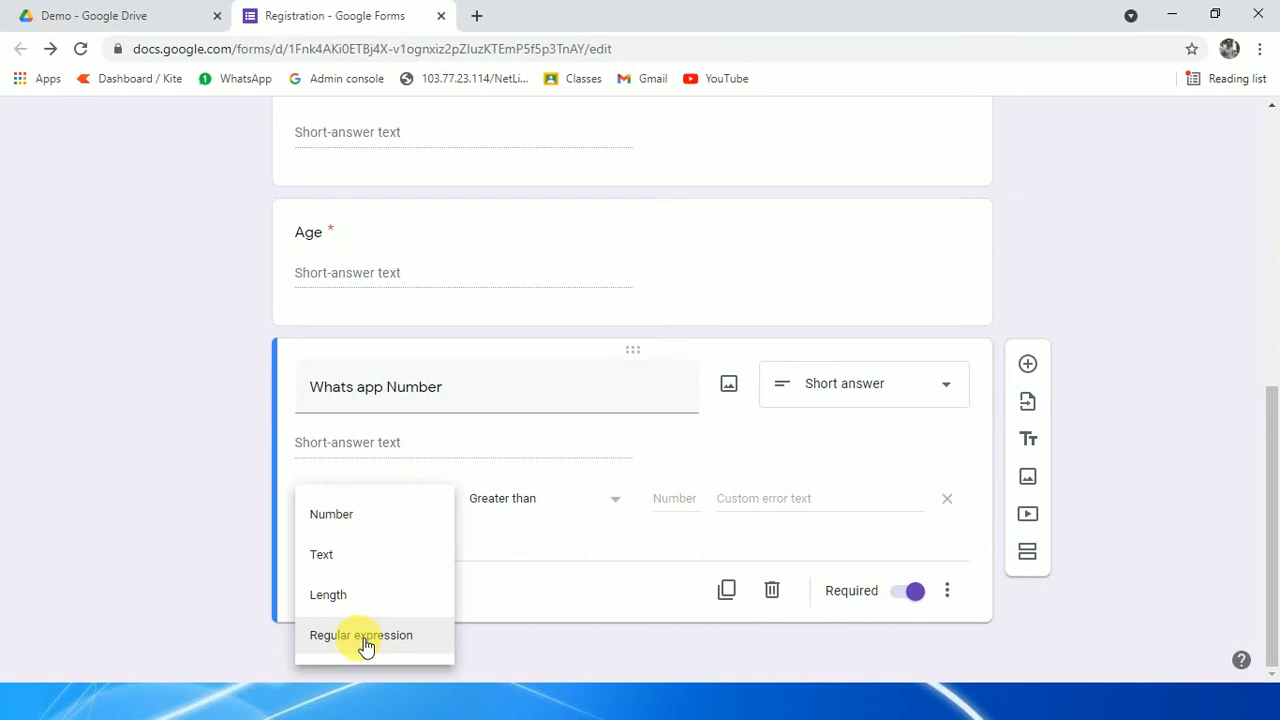 Demo - Google Drive
Registration - Google Forms
docs.google.com/forms/d/1Fnk4AKi0ETBj4X-v1ognxiz2pZIuzKTEmP5f5p3TnAY/edit
Apps
Dashboard / Kite
1
WhatsApp
Admin console
103.77.23.114/NetLi...
Classes
Gmail
YouTube
Reading list
Short-answer text
Age *
Short-answer text
Whats app Number
Short answer
Short-answer text
Number
Greater than
Number
Custom error text
Text
Length
Required
Regular expression